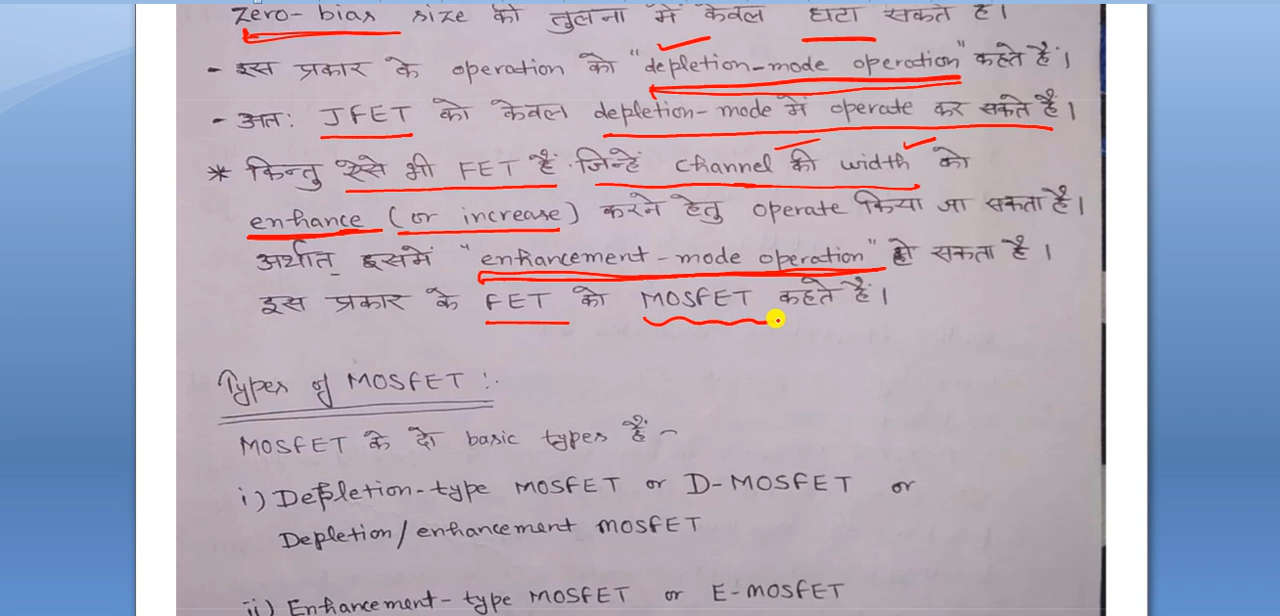 zero-bias size की तुलना में केवल घटा सकते हैं।
- इस प्रकार के operation को "depletion-mode operation" कहते हैं।
- अत: JFET को केवल depletion-mode में operate कर सकते हैं।
* किन्तु ऐसे भी FET हैं जिन्हें channel की width को
enhance (or increase) करने हेतु operate किया जा सकता है।
अर्थात् इसमें "enhancement-mode operation" हो सकता है।
इस प्रकार के FET को MOSFET कहते हैं।
Types of MOSFET :-
MOSFET के दो basic types हैं -
i) Depletion-type MOSFET or D-MOSFET or
Depletion/enhancement MOSFET
ii) Enhancement-type MOSFET or E-MOSFET